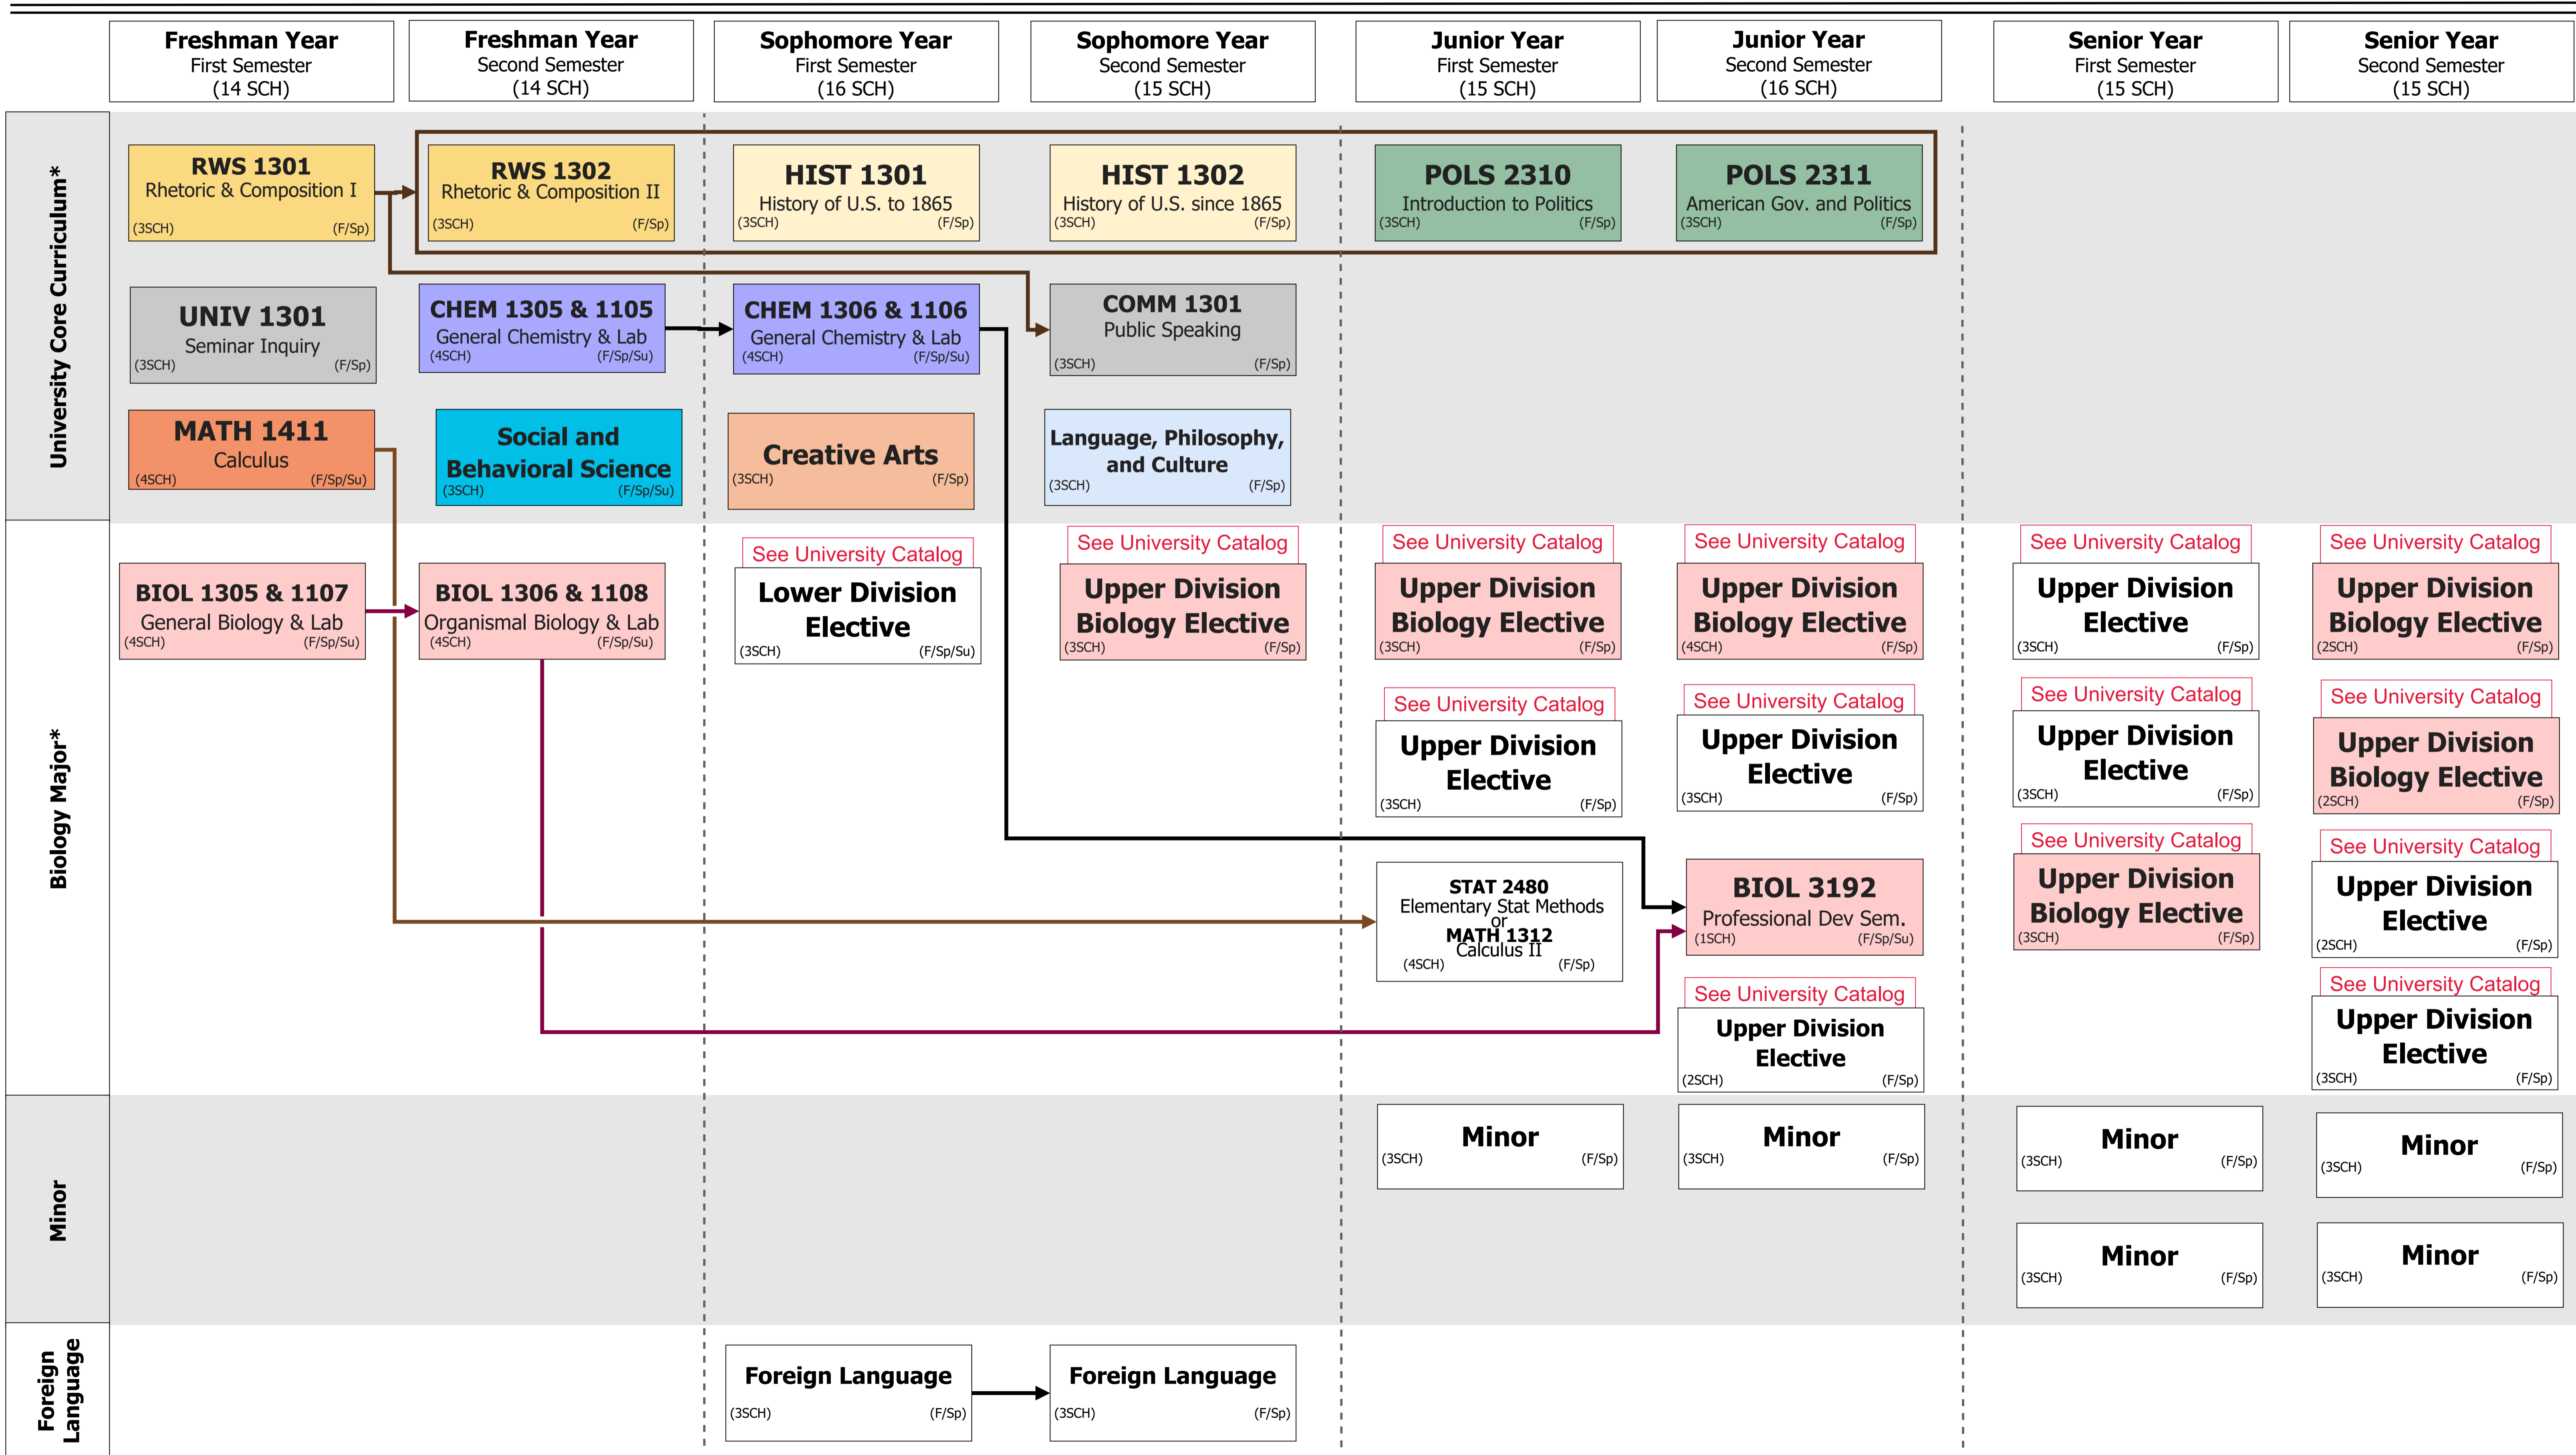 Freshman Year
First Semester
(14 SCH)
Freshman Year
Second Semester
(14 SCH)
Sophomore Year
First Semester
(16 SCH)
Sophomore Year
Second Semester
(15 SCH)
Junior Year
First Semester
(15 SCH)
Junior Year
Second Semester
(16 SCH)
Senior Year
First Semester
(15 SCH)
Senior Year
Second Semester
(15 SCH)
University Core Curriculum*
RWS 1301
Rhetoric & Composition I
(3SCH) (F/Sp)
RWS 1302
Rhetoric & Composition II
(3SCH) (F/Sp)
HIST 1301
History of U.S. to 1865
(3SCH) (F/Sp)
HIST 1302
History of U.S. since 1865
(3SCH) (F/Sp)
POLS 2310
Introduction to Politics
(3SCH) (F/Sp)
POLS 2311
American Gov. and Politics
(3SCH) (F/Sp)
UNIV 1301
Seminar Inquiry
(3SCH) (F/Sp)
CHEM 1305 & 1105
General Chemistry & Lab
(4SCH) (F/Sp/Su)
CHEM 1306 & 1106
General Chemistry & Lab
(4SCH) (F/Sp/Su)
COMM 1301
Public Speaking
(3SCH) (F/Sp)
MATH 1411
Calculus
(4SCH) (F/Sp/Su)
Social and
Behavioral Science
(3SCH) (F/Sp/Su)
Creative Arts
(3SCH) (F/Sp)
Language, Philosophy,
and Culture
(3SCH) (F/Sp)
Biology Major*
BIOL 1305 & 1107
General Biology & Lab
(4SCH) (F/Sp/Su)
BIOL 1306 & 1108
Organismal Biology & Lab
(4SCH) (F/Sp/Su)
See University Catalog
Lower Division
Elective
(3SCH) (F/Sp/Su)
See University Catalog
Upper Division
Biology Elective
(3SCH) (F/Sp)
See University Catalog
Upper Division
Biology Elective
(3SCH) (F/Sp)
See University Catalog
Upper Division
Biology Elective
(4SCH) (F/Sp)
See University Catalog
Upper Division
Elective
(3SCH) (F/Sp)
See University Catalog
Upper Division
Biology Elective
(2SCH) (F/Sp)
See University Catalog
Upper Division
Elective
(3SCH) (F/Sp)
See University Catalog
Upper Division
Elective
(3SCH) (F/Sp)
See University Catalog
Upper Division
Elective
(3SCH) (F/Sp)
See University Catalog
Upper Division
Biology Elective
(2SCH) (F/Sp)
STAT 2480
Elementary Stat Methods
or
MATH 1312
Calculus II
(4SCH) (F/Sp)
BIOL 3192
Professional Dev Sem.
(1SCH) (F/Sp/Su)
See University Catalog
Upper Division
Biology Elective
(3SCH) (F/Sp)
See University Catalog
Upper Division
Elective
(2SCH) (F/Sp)
See University Catalog
Upper Division
Elective
(2SCH) (F/Sp)
See University Catalog
Upper Division
Elective
(3SCH) (F/Sp)
Minor
Minor
(3SCH) (F/Sp)
Minor
(3SCH) (F/Sp)
Minor
(3SCH) (F/Sp)
Minor
(3SCH) (F/Sp)
Minor
(3SCH) (F/Sp)
Minor
(3SCH) (F/Sp)
Foreign
Language
Foreign Language
(3SCH) (F/Sp)
Foreign Language
(3SCH) (F/Sp)